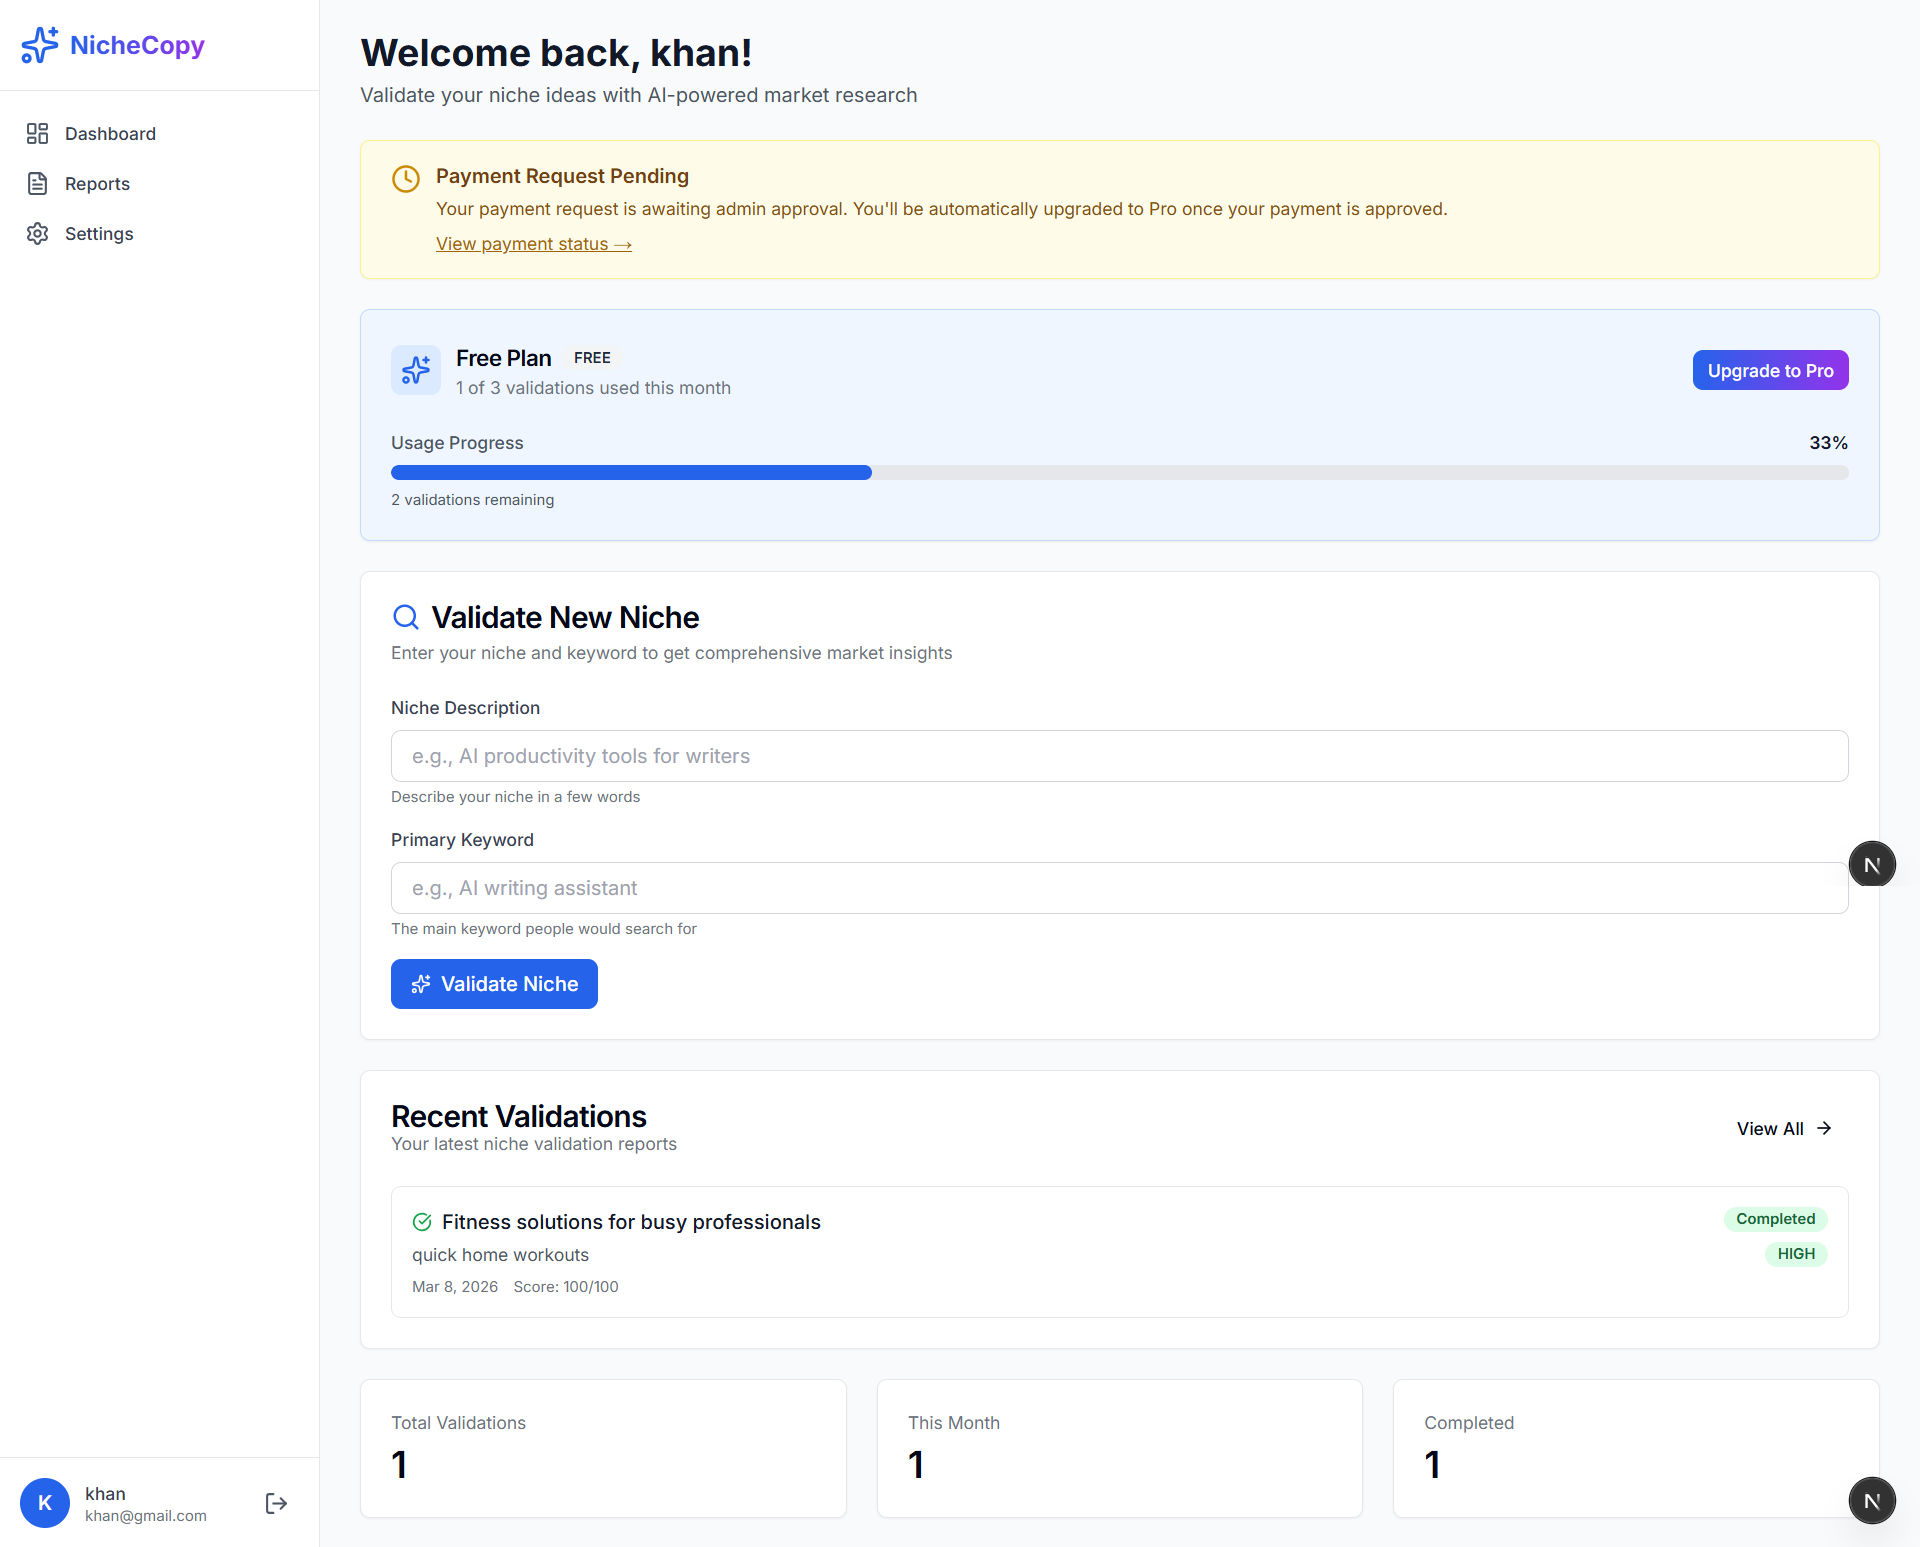 NicheCopy
Dashboard
Reports
Settings
khan
K
khan@gmail.com
Welcome back, khan!
Validate your niche ideas with AI-powered market research
Payment Request Pending
Your payment request is awaiting admin approval. You'll be automatically upgraded to Pro once your payment is approved.
View payment status →
Free Plan FREE
1 of 3 validations used this month
Upgrade to Pro
Usage Progress 33%
2 validations remaining
Validate New Niche
Enter your niche and keyword to get comprehensive market insights
Niche Description
e.g., AI productivity tools for writers
Describe your niche in a few words
Primary Keyword
e.g., AI writing assistant
N
The main keyword people would search for
Validate Niche
Recent Validations
Your latest niche validation reports
View All →
Fitness solutions for busy professionals
Completed
quick home workouts
HIGH
Mar 8, 2026 Score: 100/100
Total Validations
1
This Month
1
Completed
1
N